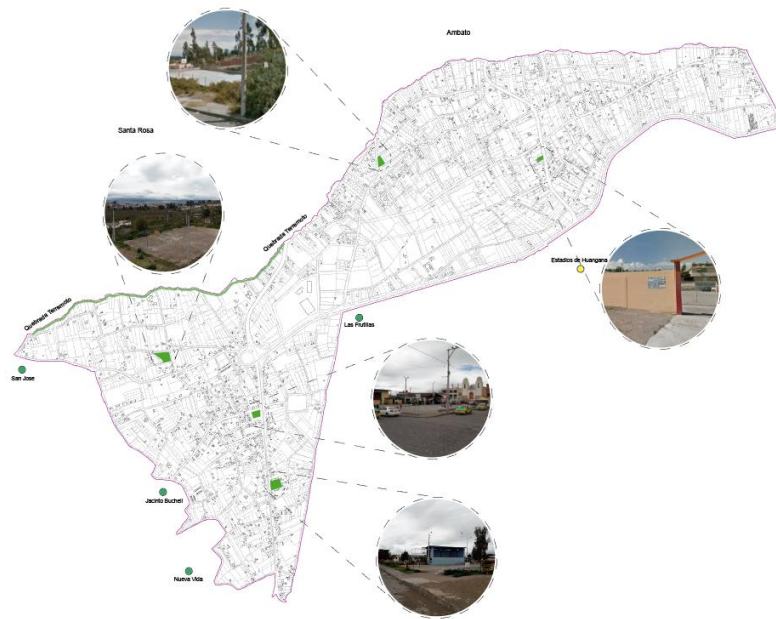 Ambato
Santa Rosa
Quebrada Terremoto
Estadios de Huangana
Quebrada Terremoto
Las Frutillas
San Jose
Jacinto Bucheli
Nueva Vida